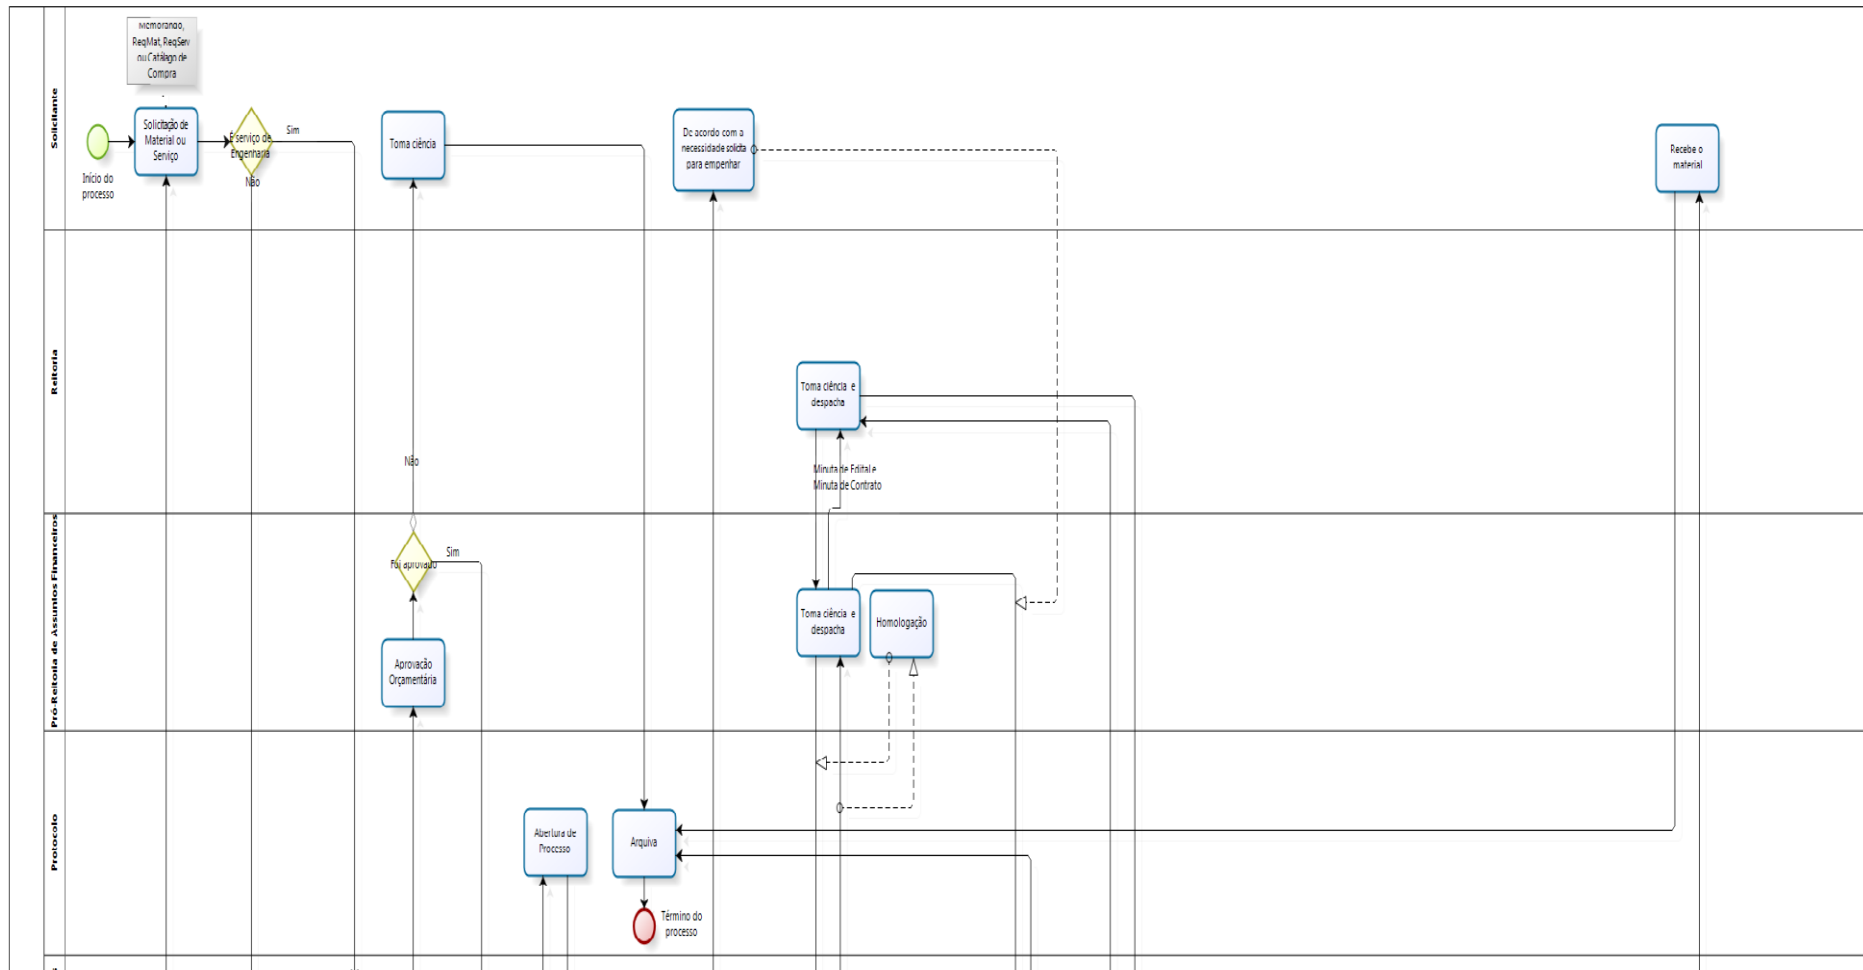 Solicitante
Memorando,
ReqMat, ReqServ
ou Catálago de
Compra
Solicitação de
Material ou
Serviço
É serviço de
Engenharia
Sim
Não
Início do
processo
Toma ciência
De acordo com a
necessidade solicita
para empenhar
Recebe o
material
Reitoria
Toma ciência e
despacha
Minuta de Edital e
Minuta de Contrato
Não
Pró-Reitoria de Assuntos Financeiros
Foi aprovado
Sim
Aprovação
Orçamentária
Toma ciência e
despacha
Homologação
Protocolo
Abertura de
Processo
Arquiva
Término do
processo